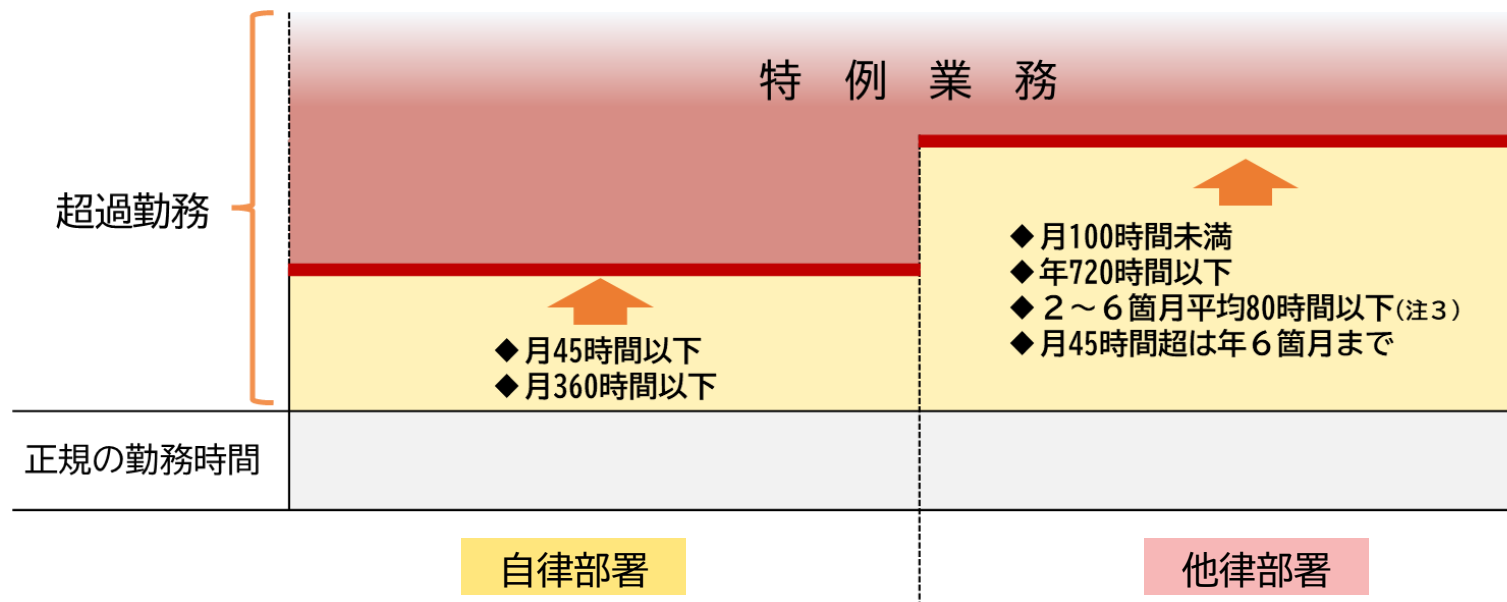 特例業務
超過勤務
◆月100時間未満
◆年720時間以下
◆２～６箇月平均80時間以下(注３)
◆月45時間超は年６箇月まで
◆月45時間以下
◆月360時間以下
正規の勤務時間
自律部署
他律部署